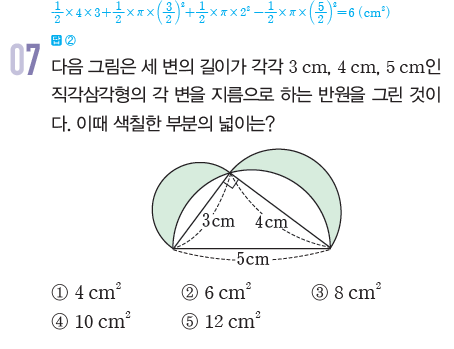 ½×4×3+½×π×(3/2)²+½×π×2²−½×π×(5/2)²=6 (cm²)
답 ②
07
다음 그림은 세 변의 길이가 각각 3 cm, 4 cm, 5 cm인
직각삼각형의 각 변을 지름으로 하는 반원을 그린 것이
다. 이때 색칠한 부분의 넓이는?
3cm 4cm
5cm
① 4 cm² ② 6 cm² ③ 8 cm²
④ 10 cm² ⑤ 12 cm²